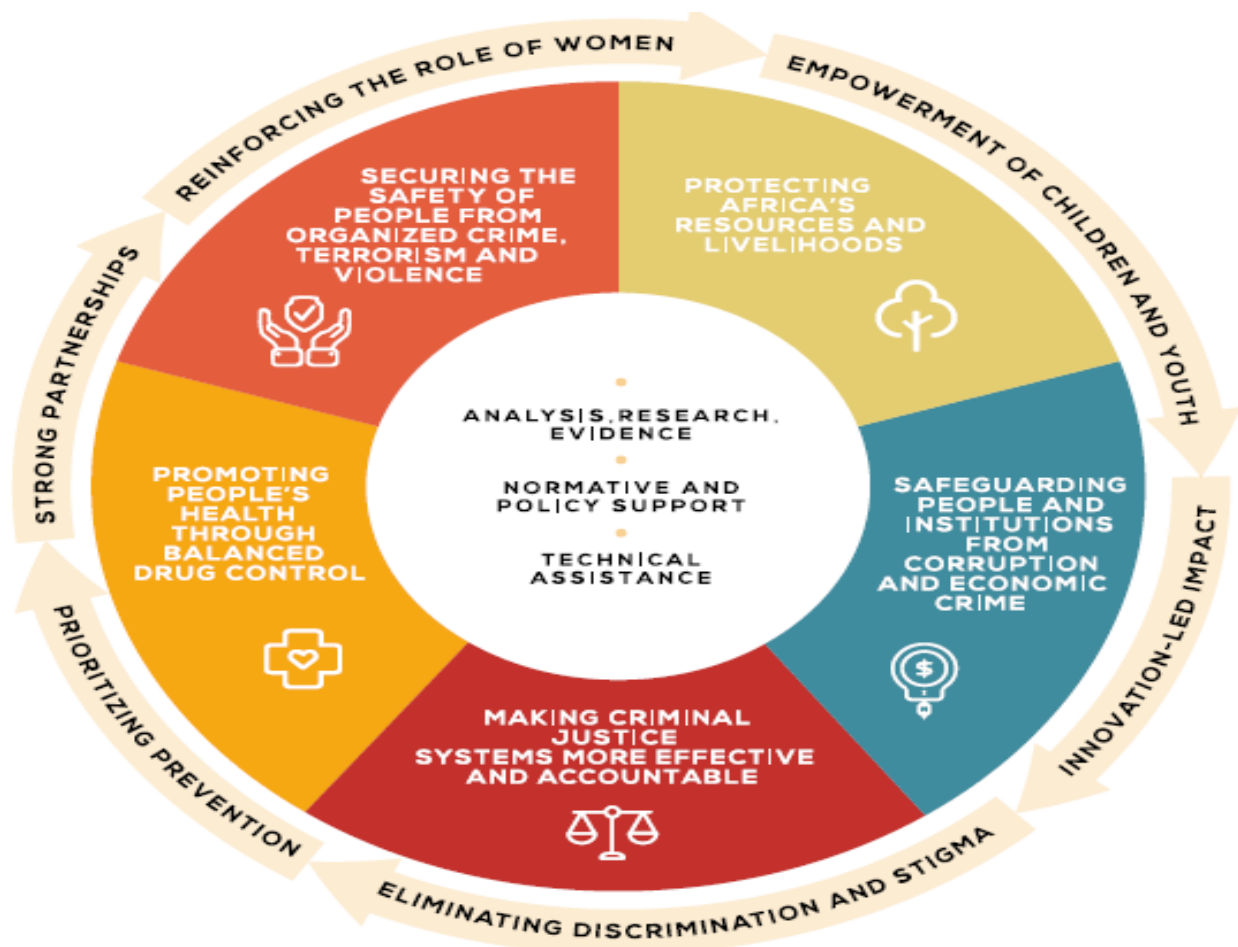 REINFORCING THE ROLE OF WOMEN
EMPOWERMENT OF CHILDREN AND YOUTH
INNOVATION-LED IMPACT
ELIMINATING DISCRIMINATION AND STIGMA
PRIORITIZING PREVENTION
STRONG PARTNERSHIPS
SECURING THE
SAFETY OF
PEOPLE FROM
ORGANIZED CRIME,
TERRORISM AND
VIOLENCE
PROTECTING
AFRICA'S
RESOURCES AND
LIVELIHOODS
SAFEGUARDING
PEOPLE AND
INSTITUTIONS
FROM
CORRUPTION
AND ECONOMIC
CRIME
$
MAKING CRIMINAL
JUSTICE
SYSTEMS MORE EFFECTIVE
AND ACCOUNTABLE
PROMOTING
PEOPLE'S
HEALTH
THROUGH
BALANCED
DRUG CONTROL
ANALYSIS, RESEARCH,
EVIDENCE
NORMATIVE AND
POLICY SUPPORT
TECHNICAL
ASSISTANCE